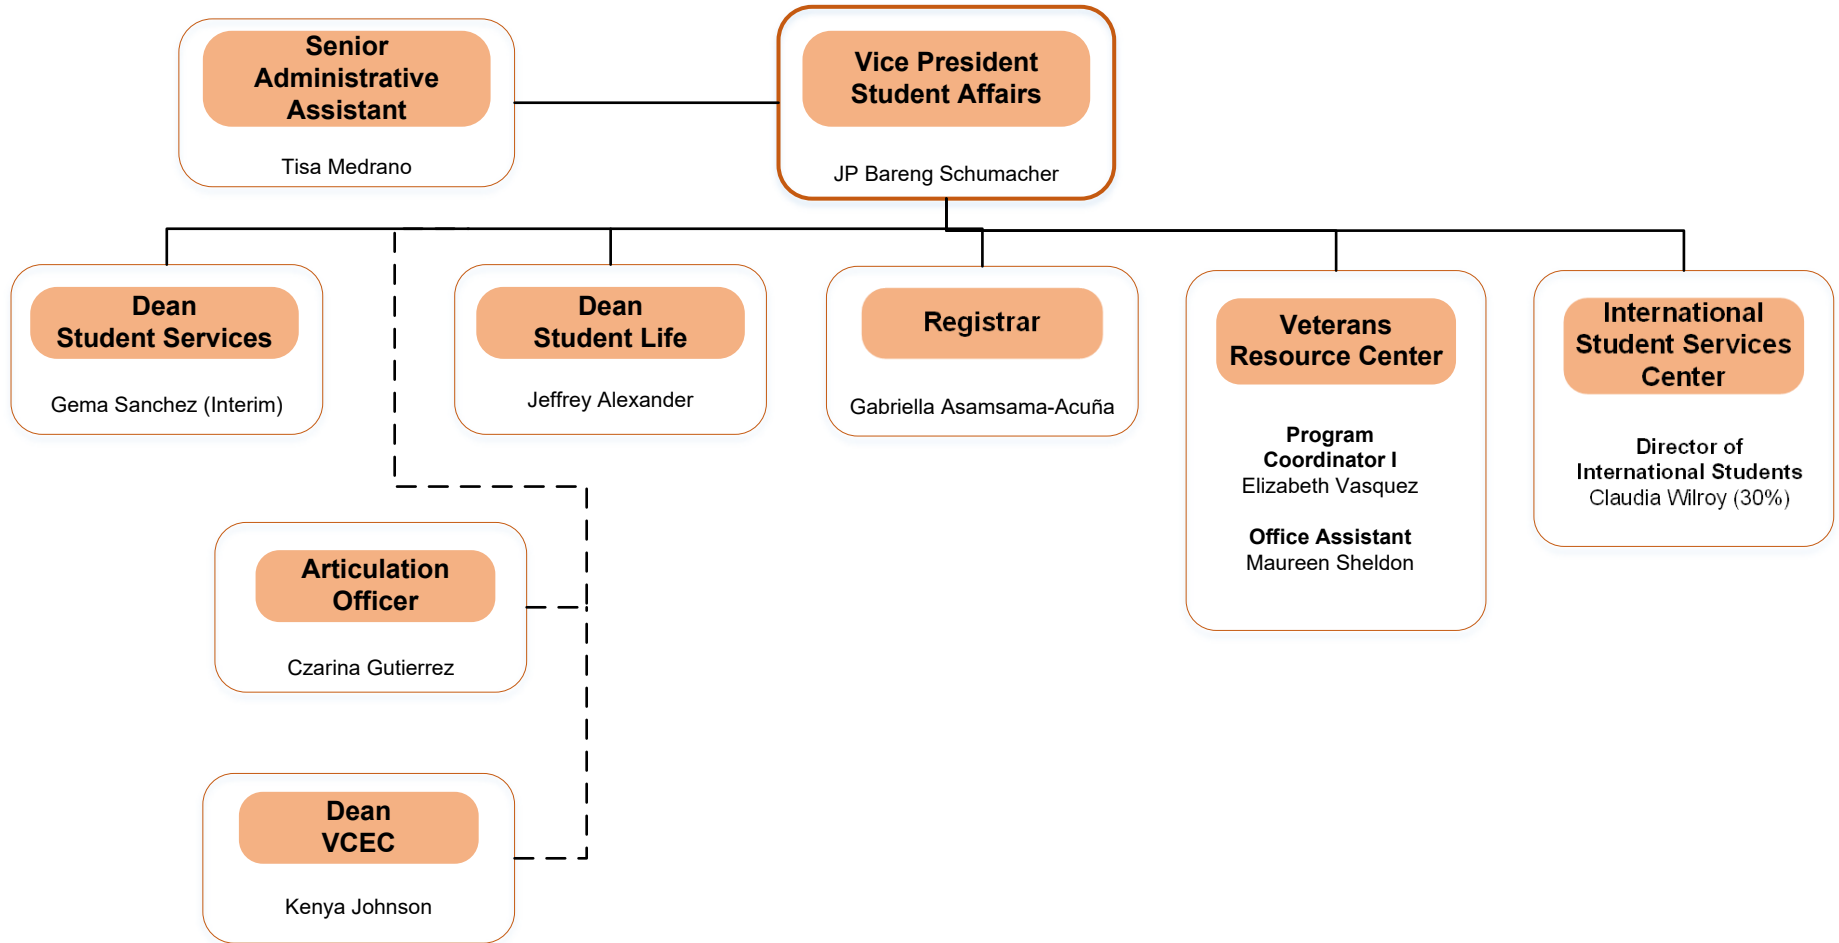 Senior
Administrative
Assistant
Tisa Medrano
Vice President
Student Affairs
JP Bareng Schumacher
Dean
Student Services
Gema Sanchez (Interim)
Dean
Student Life
Jeffrey Alexander
Registrar
Gabriella Asamsama-Acuña
Veterans
Resource Center
Program
Coordinator I
Elizabeth Vasquez
Office Assistant
Maureen Sheldon
International
Student Services
Center
Director of
International Students
Claudia Wilroy (30%)
Articulation
Officer
Czarina Gutierrez
Dean
VCEC
Kenya Johnson